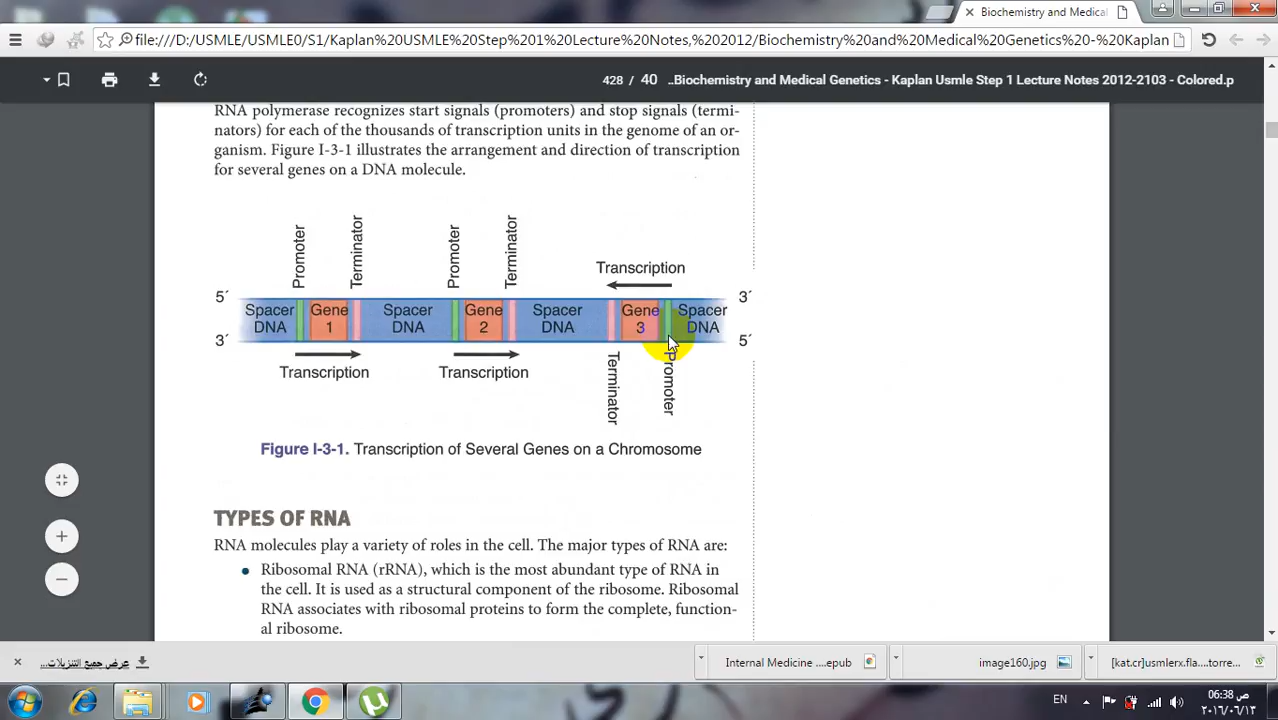 Biochemistry and Medical
file:///D:/USMLE/USMLE0/S1/Kaplan%20USMLE%20Step%201%20Lecture%20Notes,%202012/Biochemistry%20and%20Medical%20Genetics%20-%20Kaplan
428 / 40
..Biochemistry and Medical Genetics - Kaplan Usmle Step 1 Lecture Notes 2012-2103 - Colored.p
RNA polymerase recognizes start signals (promoters) and stop signals (termi-
nators) for each of the thousands of transcription units in the genome of an or-
ganism. Figure I-3-1 illustrates the arrangement and direction of transcription
for several genes on a DNA molecule.
Promoter
Terminator
Promoter
Terminator
Transcription
5´
3´
Spacer DNA
Gene 1
Spacer DNA
Gene 2
Spacer DNA
Gene 3
Spacer DNA
3´
5´
Transcription
Transcription
Terminator
Promoter
Figure I-3-1. Transcription of Several Genes on a Chromosome
TYPES OF RNA
RNA molecules play a variety of roles in the cell. The major types of RNA are:
• Ribosomal RNA (rRNA), which is the most abundant type of RNA in
the cell. It is used as a structural component of the ribosome. Ribosomal
RNA associates with ribosomal proteins to form the complete, function-
al ribosome.
عرض جميع التنزيلات...
Internal Medicine ....epub
image160.jpg
[kat.cr]usmlerx.fla....torre...
EN
06:38 ص
٢٠١٦/٠٦/١٣